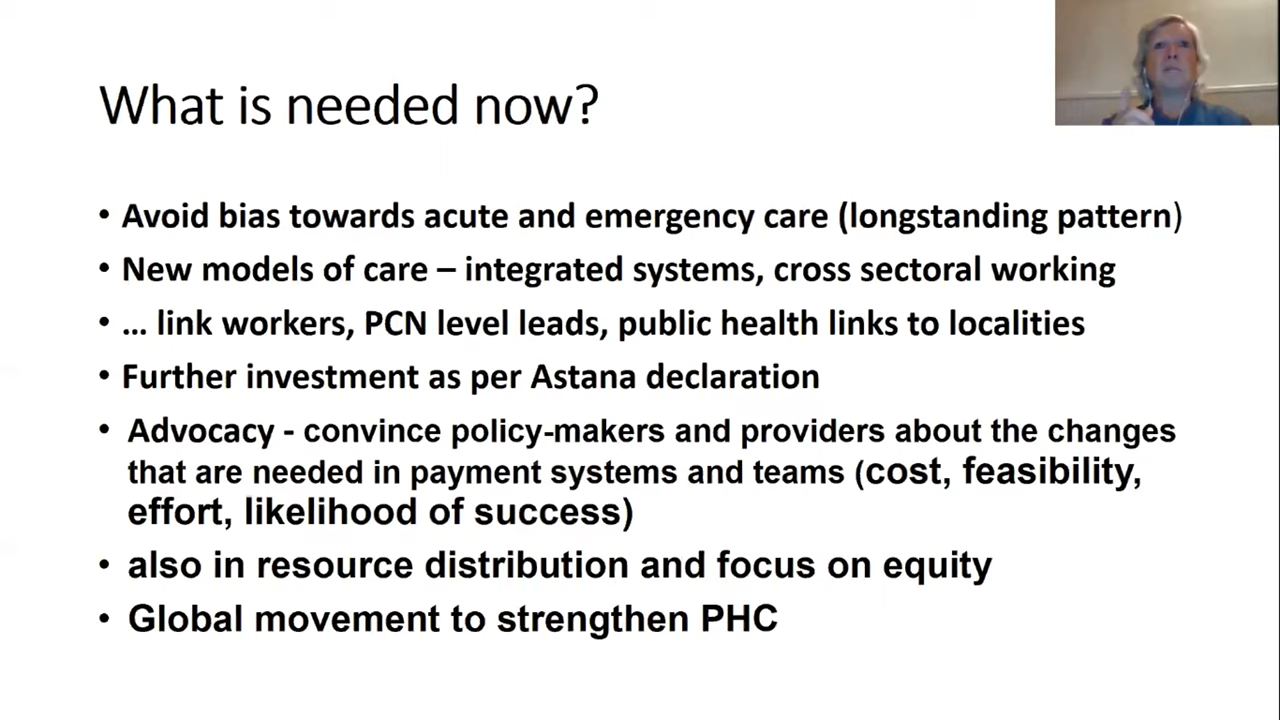 What is needed now?
• Avoid bias towards acute and emergency care (longstanding pattern)
• New models of care – integrated systems, cross sectoral working
• … link workers, PCN level leads, public health links to localities
• Further investment as per Astana declaration
• Advocacy - convince policy-makers and providers about the changes
that are needed in payment systems and teams (cost, feasibility,
effort, likelihood of success)
• also in resource distribution and focus on equity
• Global movement to strengthen PHC